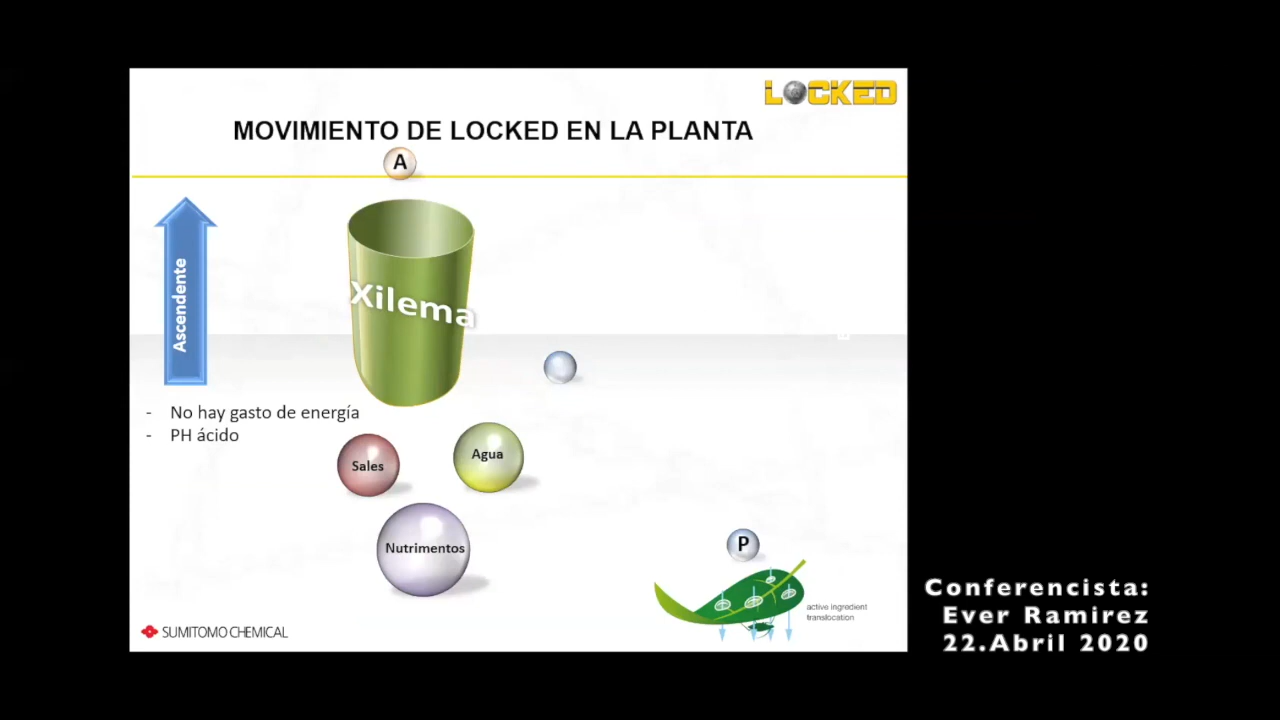 LOCKED
MOVIMIENTO DE LOCKED EN LA PLANTA
A
Ascendente
Xilema
- No hay gasto de energía
- PH ácido
Sales
Agua
Nutrimentos
P
active ingredient
translocation
SUMITOMO CHEMICAL
Conferencista:
Ever Ramirez
22.Abril 2020